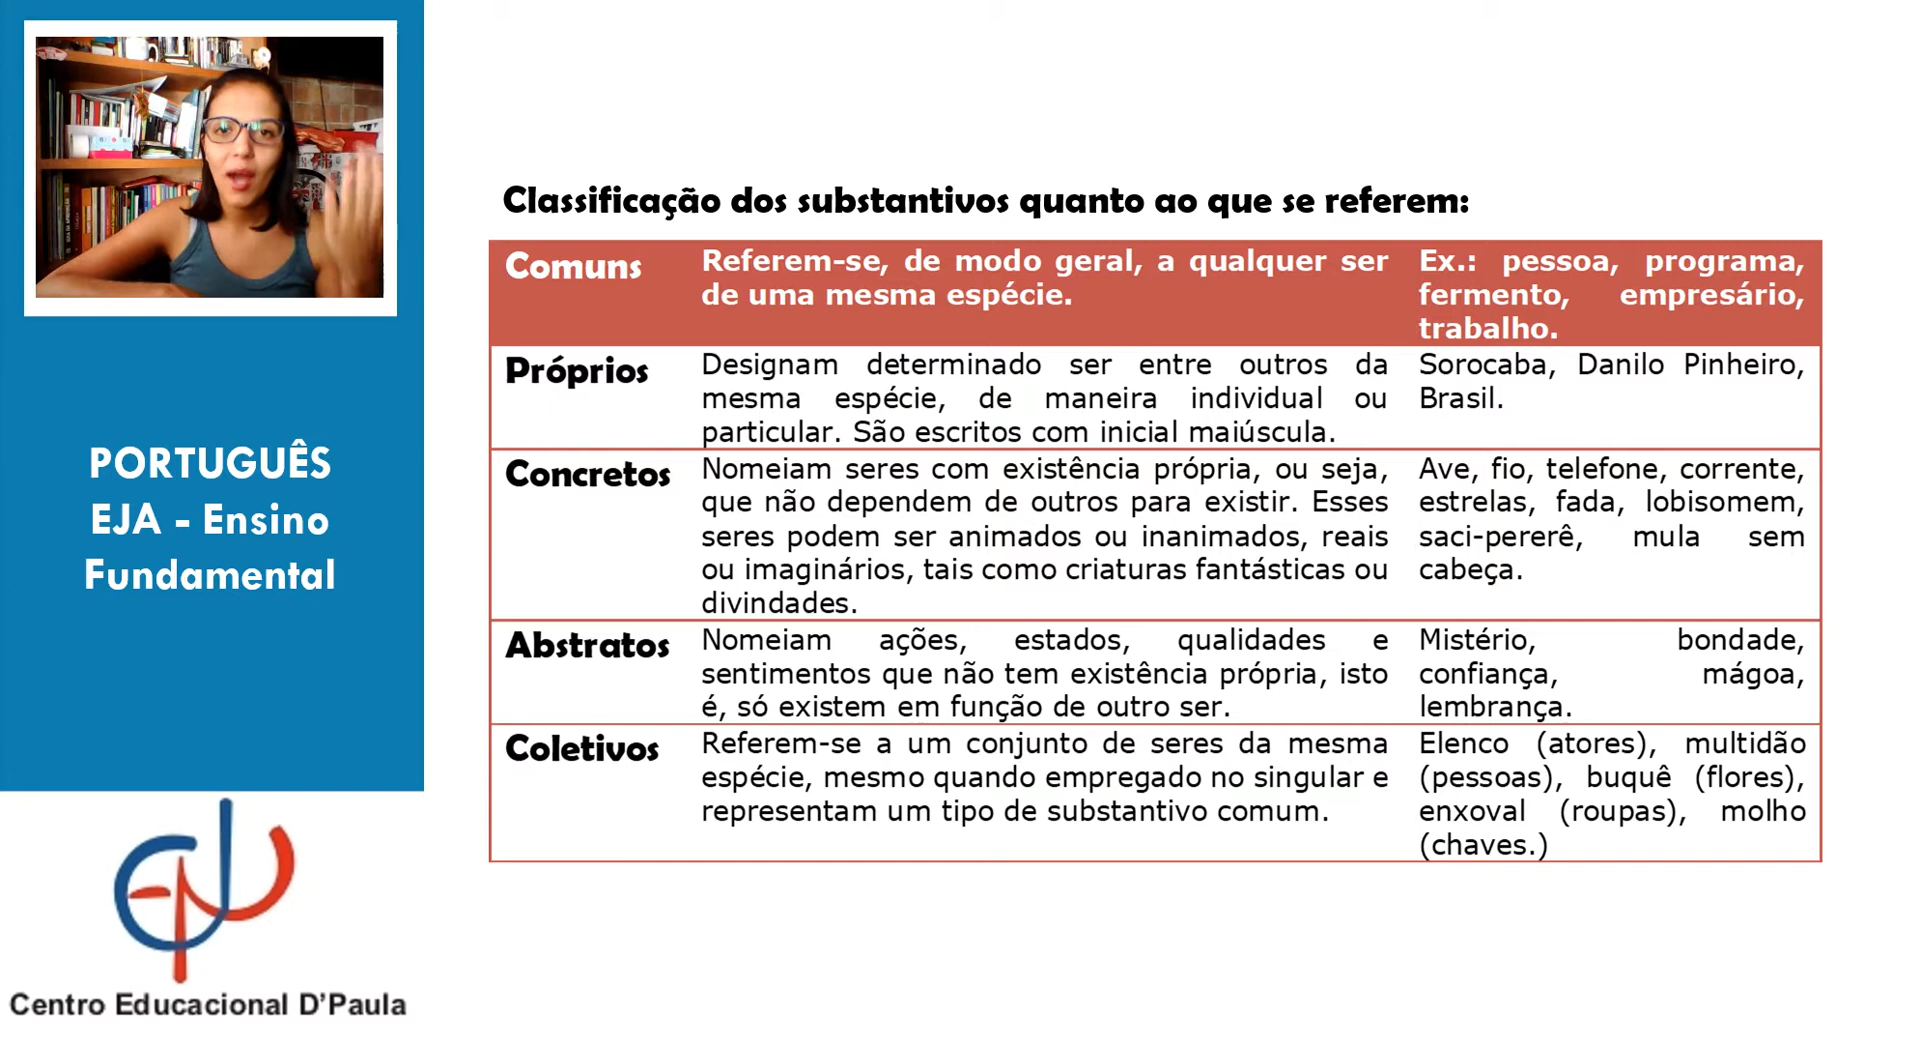 PORTUGUÊS
EJA - Ensino
Fundamental
Centro Educacional D'Paula
Classificação dos substantivos quanto ao que se referem:
Comuns
Referem-se, de modo geral, a qualquer ser
de uma mesma espécie.
Ex.: pessoa, programa,
fermento, empresário,
trabalho.
Próprios
Designam determinado ser entre outros da
mesma espécie, de maneira individual ou
particular. São escritos com inicial maiúscula.
Sorocaba, Danilo Pinheiro,
Brasil.
Concretos
Nomeiam seres com existência própria, ou seja,
que não dependem de outros para existir. Esses
seres podem ser animados ou inanimados, reais
ou imaginários, tais como criaturas fantásticas ou
divindades.
Ave, fio, telefone, corrente,
estrelas, fada, lobisomem,
saci-pererê, mula sem
cabeça.
Abstratos
Nomeiam ações, estados, qualidades e
sentimentos que não tem existência própria, isto
é, só existem em função de outro ser.
Mistério, bondade,
confiança, mágoa,
lembrança.
Coletivos
Referem-se a um conjunto de seres da mesma
espécie, mesmo quando empregado no singular e
representam um tipo de substantivo comum.
Elenco (atores), multidão
(pessoas), buquê (flores),
enxoval (roupas), molho
(chaves.)